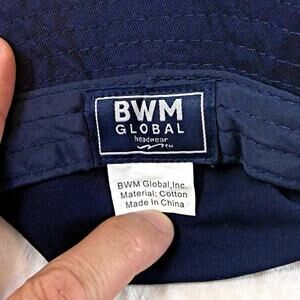 BWM
GLOBAL
headwear
TM
BWM Global,Inc.
Material: Cotton
Made In China